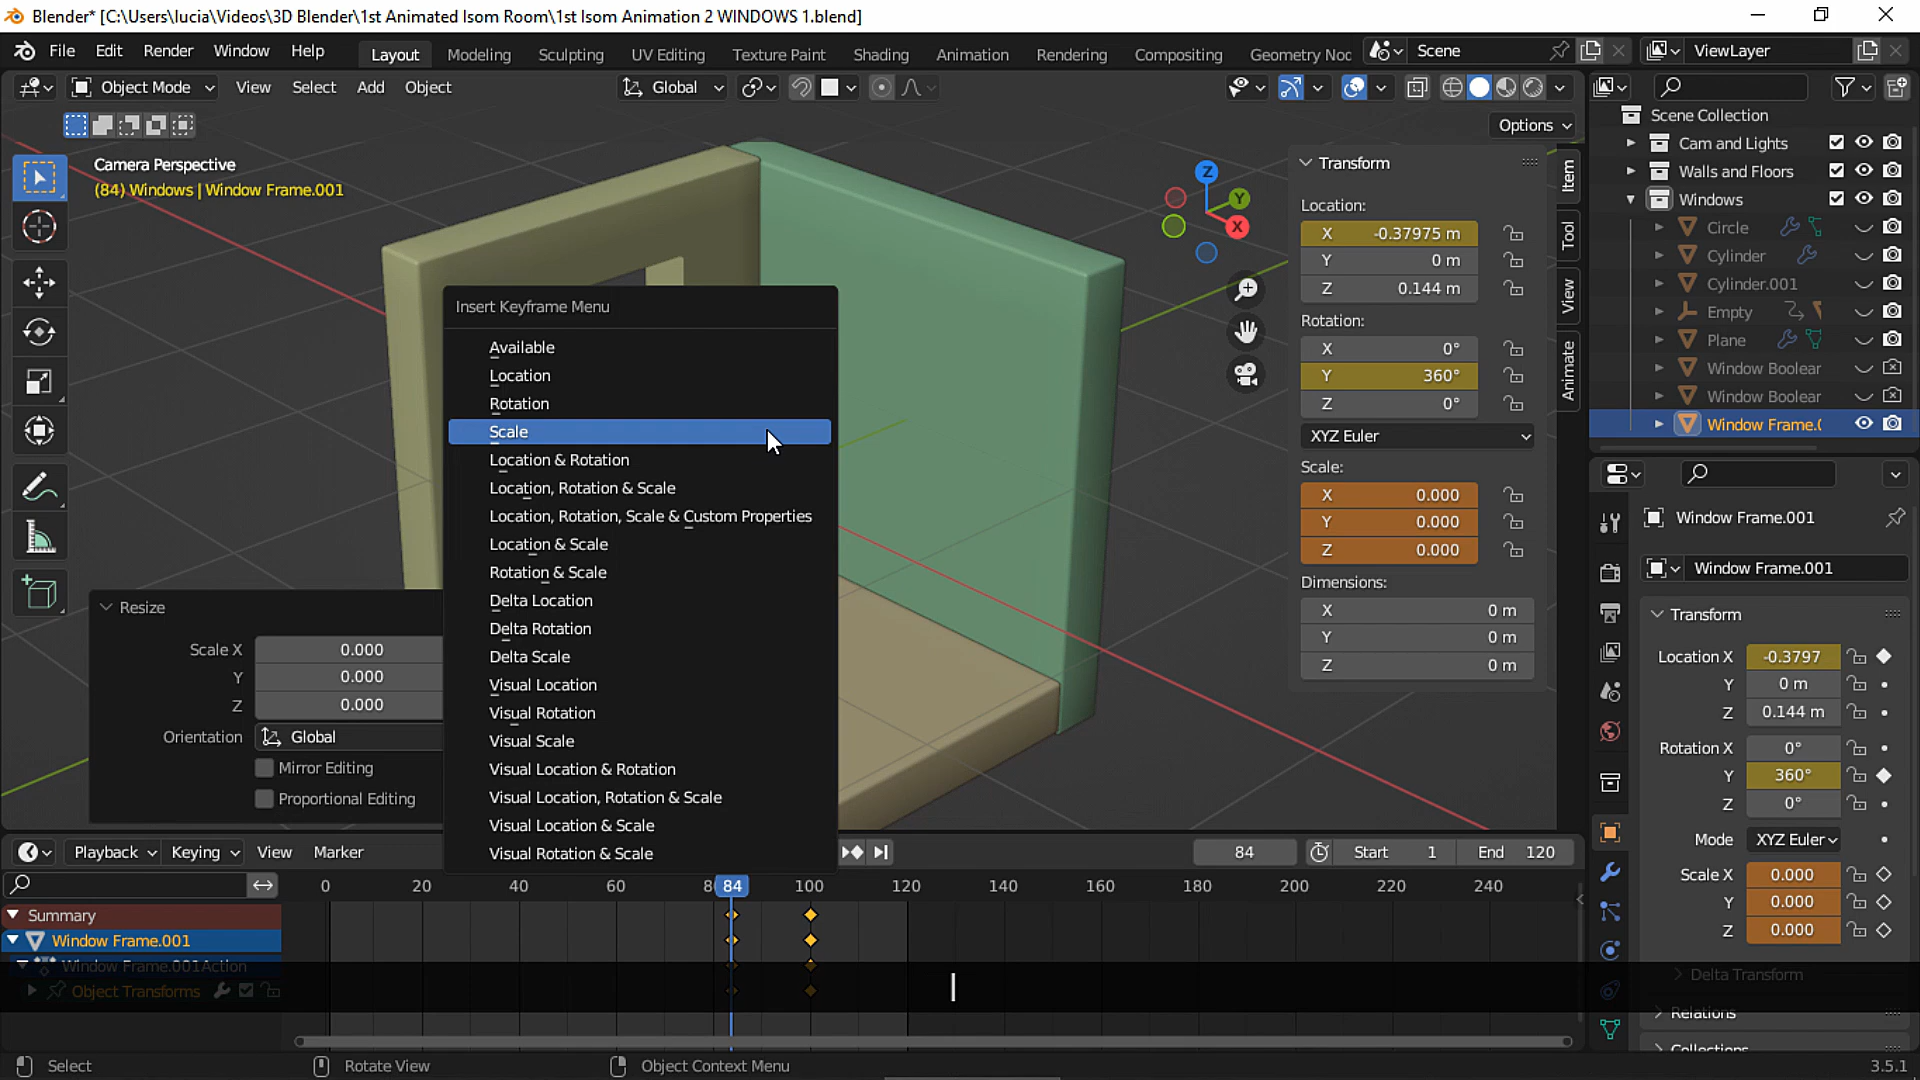 Blender* [C:\Users\lucia\Videos\3D Blender\1st Animated Isom Room\1st Isom Animation 2 WINDOWS 1.blend]
File Edit Render Window Help Layout Modeling Sculpting UV Editing Texture Paint Shading Animation Rendering Compositing Geometry Noc Scene ViewLayer
Object Mode View Select Add Object Global
Options
Camera Perspective
(84) Windows | Window Frame.001
Z
Y
X
Transform
Location:
X -0.37975 m
Y 0 m
Z 0.144 m
Rotation:
X 0°
Y 360°
Z 0°
XYZ Euler
Scale:
X 0.000
Y 0.000
Z 0.000
Dimensions:
X 0 m
Y 0 m
Z 0 m
Item
Tool
View
Animate
Scene Collection
Cam and Lights
Walls and Floors
Windows
Circle
Cylinder
Cylinder.001
Empty
Plane
Window Boolear
Window Boolear
Window Frame.(
Insert Keyframe Menu
Available
Location
Rotation
Scale
Location & Rotation
Location, Rotation & Scale
Location, Rotation, Scale & Custom Properties
Location & Scale
Rotation & Scale
Delta Location
Delta Rotation
Delta Scale
Visual Location
Visual Rotation
Visual Scale
Visual Location & Rotation
Visual Location, Rotation & Scale
Visual Location & Scale
Visual Rotation & Scale
Resize
Scale X 0.000
Y 0.000
Z 0.000
Orientation Global
Mirror Editing
Proportional Editing
Window Frame.001
Window Frame.001
Transform
Location X -0.3797
Y 0 m
Z 0.144 m
Rotation X 0°
Y 360°
Z 0°
Mode XYZ Euler
Scale X 0.000
Y 0.000
Z 0.000
Delta Transform
Relations
Collections
Playback Keying View Marker 84 Start 1 End 120
0 20 40 60 8 84 100 120 140 160 180 200 220 240
Summary
Window Frame.001
Window Frame.001Action
Object Transforms
I
Select Rotate View Object Context Menu 3.5.1